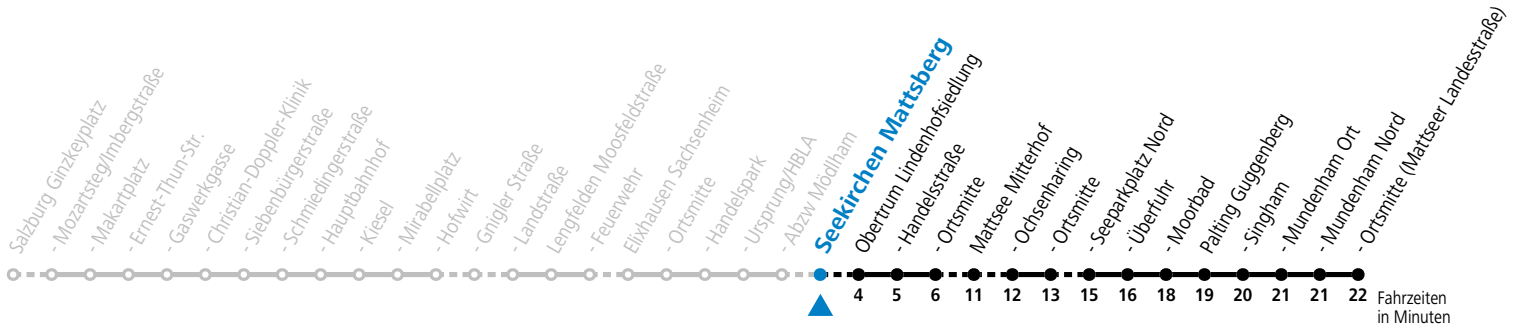 Salzburg Ginzkeyplatz
- Mozartsteg/Imbergstraße
- Makartplatz
- Ernest-Thun-Str.
- Gaswerkgasse
- Christian-Doppler-Klinik
- Siebenbürgerstraße
- Schmiedingerstraße
- Hauptbahnhof
- Kiesel
- Mirabellplatz
- Hofwirt
- Gnigler Straße
- Landstraße
Lengfelden Moosfeldstraße
- Feuerwehr
Elixhausen Sachsenheim
- Ortsmitte
- Handelspark
- Ursprung/HBLA
- Abzw Mödlham
Seekirchen Mattsberg
Obertrum Lindenhofsiedlung
- Handelsstraße
- Ortsmitte
Mattsee Mitterhof
- Ochsenharing
- Ortsmitte
- Seeparkplatz Nord
- Überfuhr
- Moorbad
Palting Guggenberg
- Singham
- Mundenham Ort
- Mundenham Nord
- Ortsmitte (Mattseer Landesstraße)
4 5 6 11 12 13 15 16 18 19 20 21 21 22
Fahrzeiten
in Minuten